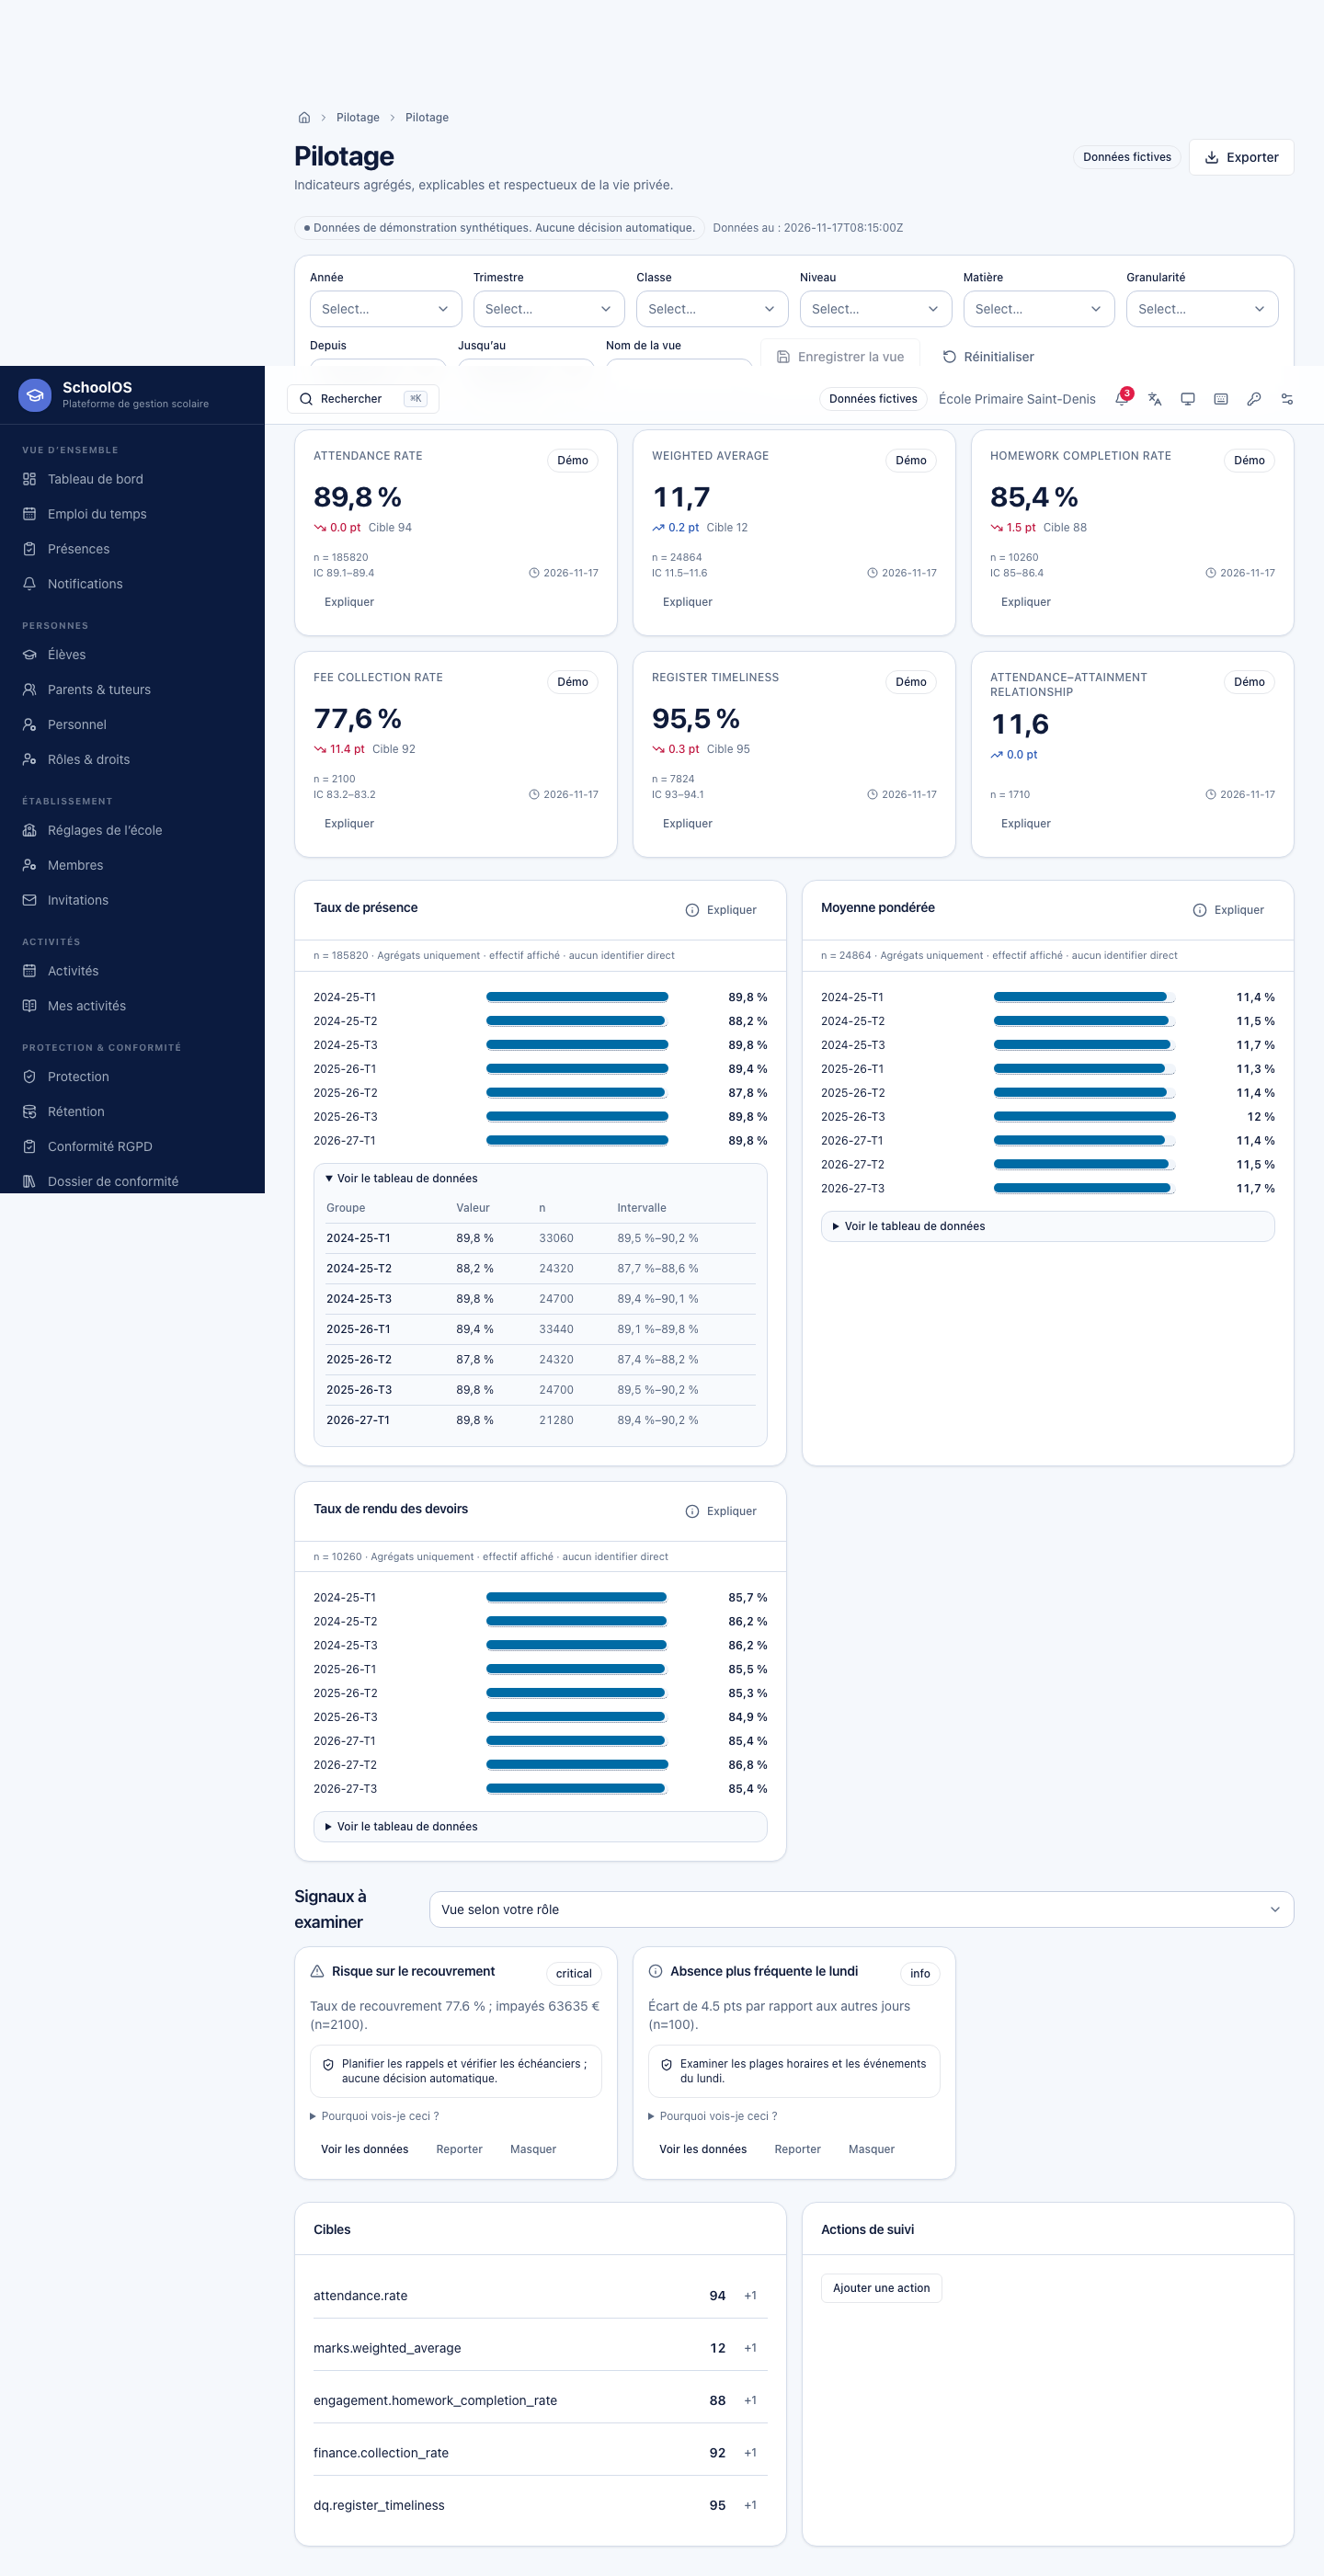 Pilotage
Pilotage
Pilotage
Données fictives
Exporter
Indicateurs agrégés, explicables et respectueux de la vie privée.
Données de démonstration synthétiques. Aucune décision automatique.
Données au : 2026-11-17T08:15:00Z
Année
Trimestre
Classe
Niveau
Matière
Granularité
Select...
Select...
Select...
Select...
Select...
Select...
Depuis
Jusqu'au
Nom de la vue
Enregistrer la vue
Réinitialiser
SchoolOS
Plateforme de gestion scolaire
Rechercher
⌘K
Données fictives
École Primaire Saint-Denis
3
VUE D'ENSEMBLE
Tableau de bord
Emploi du temps
Présences
Notifications
PERSONNES
Élèves
Parents & tuteurs
Personnel
Rôles & droits
ÉTABLISSEMENT
Réglages de l'école
Membres
Invitations
ACTIVITÉS
Activités
Mes activités
PROTECTION & CONFORMITÉ
Protection
Rétention
Conformité RGPD
Dossier de conformité
ATTENDANCE RATE
Démo
89,8 %
0.0 pt Cible 94
n = 185820
IC 89.1–89.4
2026-11-17
Expliquer
WEIGHTED AVERAGE
Démo
11,7
0.2 pt Cible 12
n = 24864
IC 11.5–11.6
2026-11-17
Expliquer
HOMEWORK COMPLETION RATE
Démo
85,4 %
1.5 pt Cible 88
n = 10260
IC 85–86.4
2026-11-17
Expliquer
FEE COLLECTION RATE
Démo
77,6 %
11.4 pt Cible 92
n = 2100
IC 83.2–83.2
2026-11-17
Expliquer
REGISTER TIMELINESS
Démo
95,5 %
0.3 pt Cible 95
n = 7824
IC 93–94.1
2026-11-17
Expliquer
ATTENDANCE–ATTAINMENT
RELATIONSHIP
Démo
11,6
0.0 pt
n = 1710
2026-11-17
Expliquer
Taux de présence
Expliquer
n = 185820 · Agrégats uniquement · effectif affiché · aucun identifier direct
2024-25-T1 89,8 %
2024-25-T2 88,2 %
2024-25-T3 89,8 %
2025-26-T1 89,4 %
2025-26-T2 87,8 %
2025-26-T3 89,8 %
2026-27-T1 89,8 %
Voir le tableau de données
Groupe Valeur n Intervalle
2024-25-T1 89,8 % 33060 89,5 %–90,2 %
2024-25-T2 88,2 % 24320 87,7 %–88,6 %
2024-25-T3 89,8 % 24700 89,4 %–90,1 %
2025-26-T1 89,4 % 33440 89,1 %–89,8 %
2025-26-T2 87,8 % 24320 87,4 %–88,2 %
2025-26-T3 89,8 % 24700 89,5 %–90,2 %
2026-27-T1 89,8 % 21280 89,4 %–90,2 %
Moyenne pondérée
Expliquer
n = 24864 · Agrégats uniquement · effectif affiché · aucun identifier direct
2024-25-T1 11,4 %
2024-25-T2 11,5 %
2024-25-T3 11,7 %
2025-26-T1 11,3 %
2025-26-T2 11,4 %
2025-26-T3 12 %
2026-27-T1 11,4 %
2026-27-T2 11,5 %
2026-27-T3 11,7 %
Voir le tableau de données
Taux de rendu des devoirs
Expliquer
n = 10260 · Agrégats uniquement · effectif affiché · aucun identifier direct
2024-25-T1 85,7 %
2024-25-T2 86,2 %
2024-25-T3 86,2 %
2025-26-T1 85,5 %
2025-26-T2 85,3 %
2025-26-T3 84,9 %
2026-27-T1 85,4 %
2026-27-T2 86,8 %
2026-27-T3 85,4 %
Voir le tableau de données
Signaux à
examiner
Vue selon votre rôle
Risque sur le recouvrement
critical
Taux de recouvrement 77.6 % ; impayés 63635 €
(n=2100).
Planifier les rappels et vérifier les échéanciers ;
aucune décision automatique.
Pourquoi vois-je ceci ?
Voir les données Reporter Masquer
Absence plus fréquente le lundi
info
Écart de 4.5 pts par rapport aux autres jours
(n=100).
Examiner les plages horaires et les événements
du lundi.
Pourquoi vois-je ceci ?
Voir les données Reporter Masquer
Cibles
attendance.rate 94 +1
marks.weighted_average 12 +1
engagement.homework_completion_rate 88 +1
finance.collection_rate 92 +1
dq.register_timeliness 95 +1
Actions de suivi
Ajouter une action